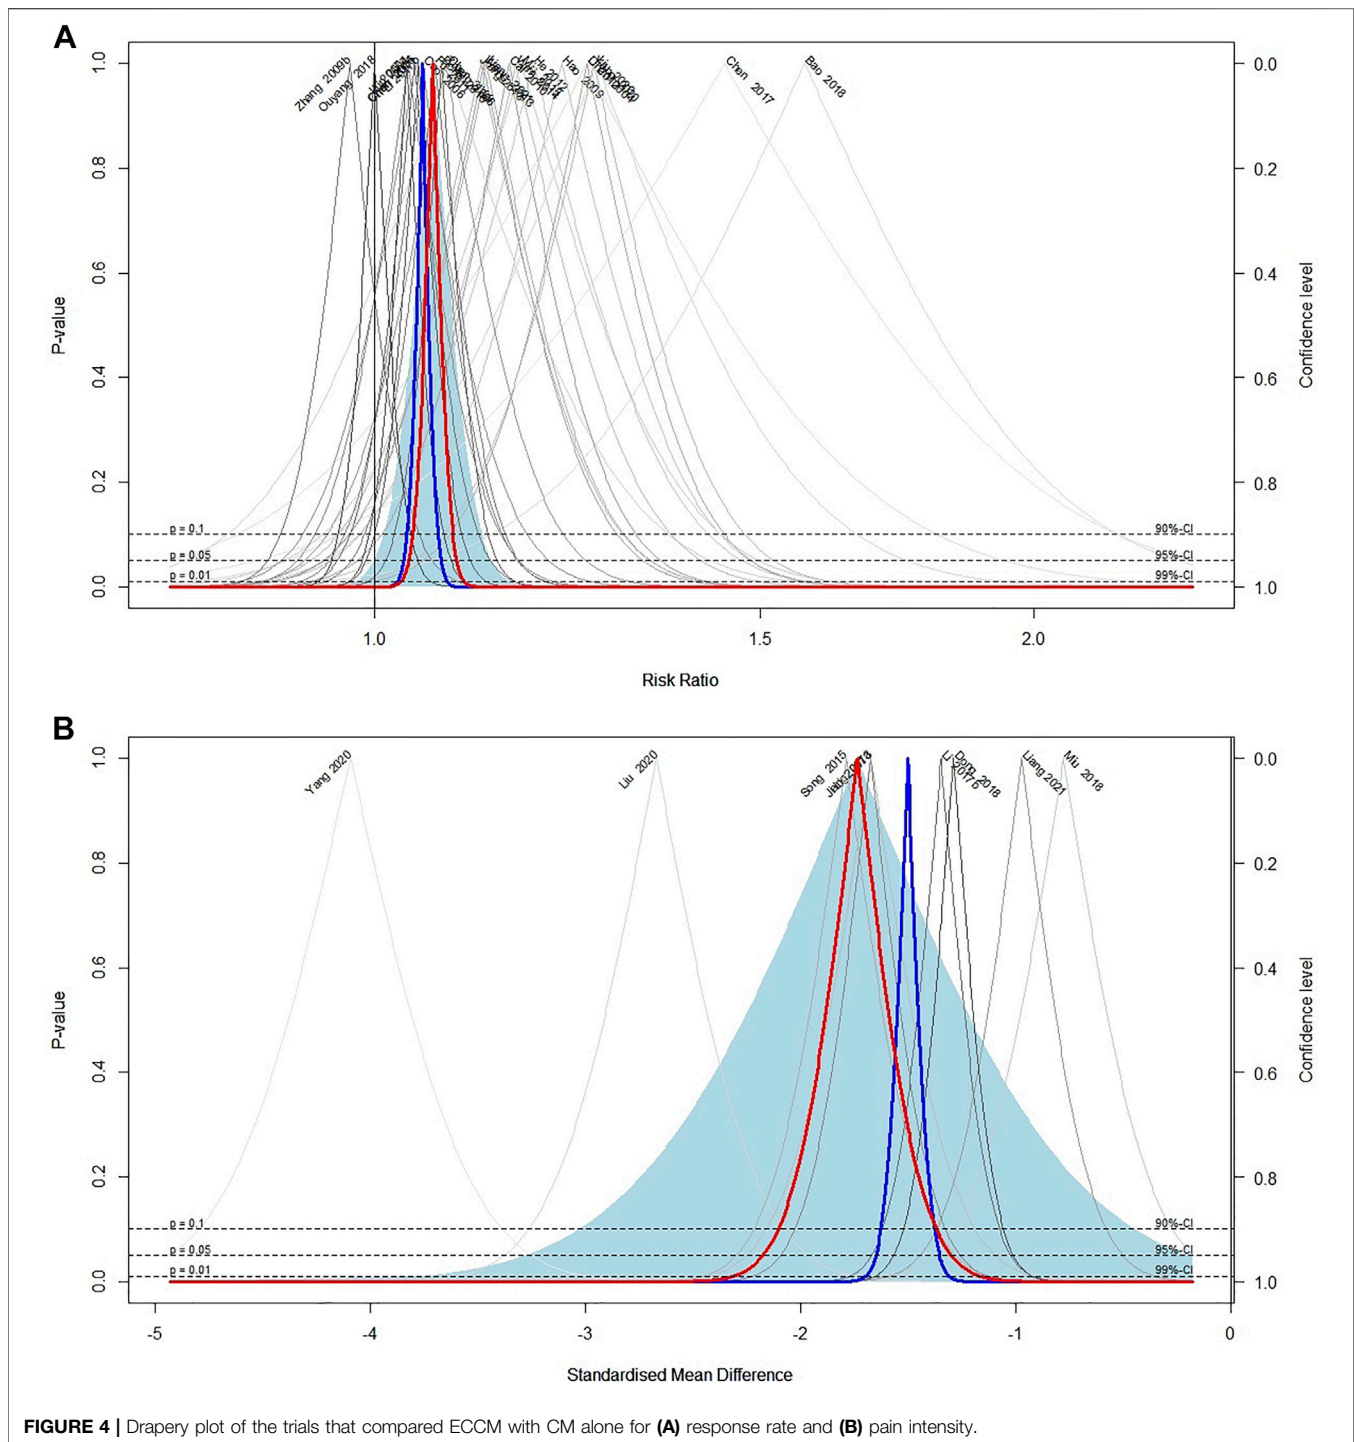 A
Zhang 2009b
Ouyang 2018
Hao 2009
Chen 2017
Bao 2018
1.0
0.8
0.6
0.4
0.2
0.0
P-value
0.0
0.2
0.4
0.6
0.8
1.0
Confidence level
p = 0.1
90%-CI
p = 0.05
95%-CI
p = 0.01
99%-CI
1.0 1.5 2.0
Risk Ratio
B
Yang 2020
Liu 2020
Song 2015
Dong 2018
Liang 2021
Miu 2018
1.0
0.8
0.6
0.4
0.2
0.0
P-value
0.0
0.2
0.4
0.6
0.8
1.0
Confidence level
p = 0.1
90%-CI
p = 0.05
95%-CI
p = 0.01
99%-CI
-5 -4 -3 -2 -1 0
Standardised Mean Difference
FIGURE 4 | Drapery plot of the trials that compared ECCM with CM alone for (A) response rate and (B) pain intensity.